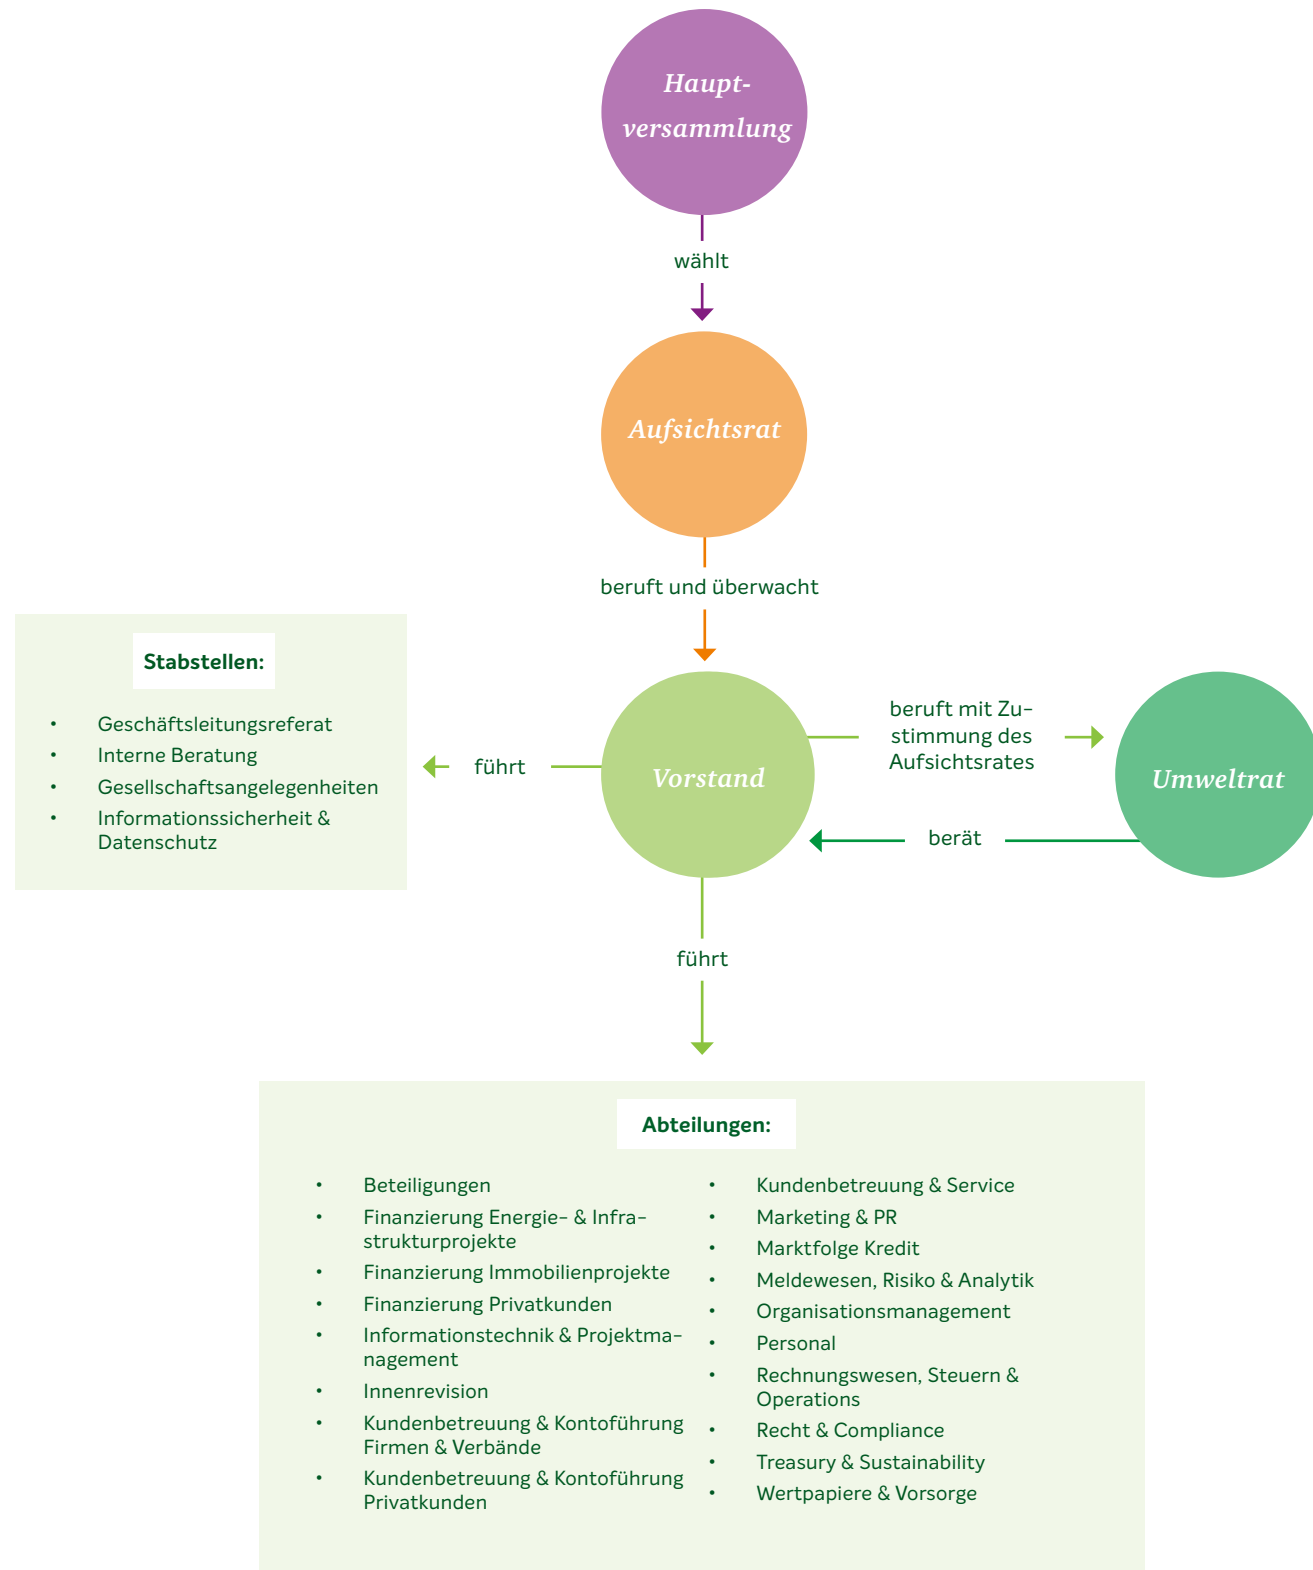 Haupt-
versammlung
wählt
Aufsichtsrat
beruft und überwacht
Stabstellen:
• Geschäftsleitungsreferat
• Interne Beratung
• Gesellschaftsangelegenheiten
• Informationssicherheit &
Datenschutz
führt
Vorstand
beruft mit Zu-
stimmung des
Aufsichtsrates
Umweltrat
berät
führt
Abteilungen:
• Beteiligungen
• Finanzierung Energie- & Infra-
strukturprojekte
• Finanzierung Immobilienprojekte
• Finanzierung Privatkunden
• Informationstechnik & Projektma-
nagement
• Innenrevision
• Kundenbetreuung & Kontoführung
Firmen & Verbände
• Kundenbetreuung & Kontoführung
Privatkunden
• Kundenbetreuung & Service
• Marketing & PR
• Marktfolge Kredit
• Meldewesen, Risiko & Analytik
• Organisationsmanagement
• Personal
• Rechnungswesen, Steuern &
Operations
• Recht & Compliance
• Treasury & Sustainability
• Wertpapiere & Vorsorge